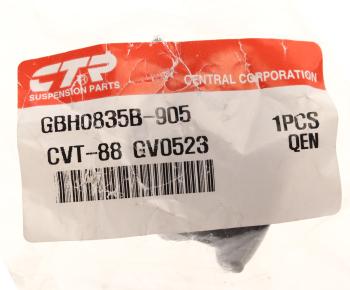 CTR
®
SUSPENSION PARTS
CENTRAL CORPORATION
GBH0835B-905
1PCS
CVT-88 GV0523
QEN